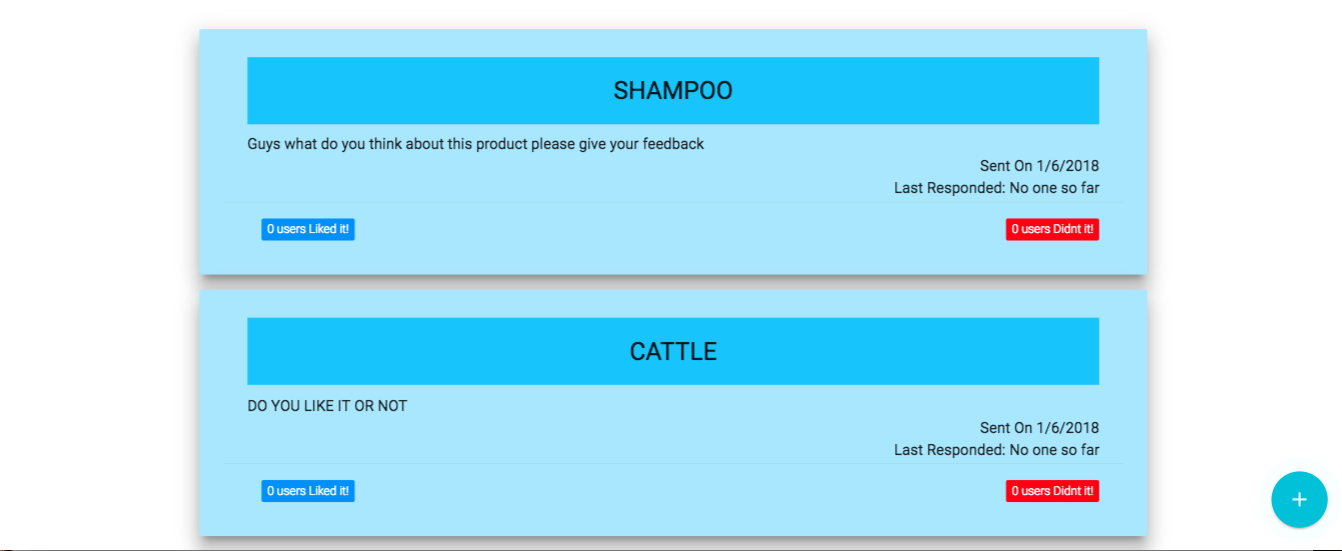 SHAMPOO
Guys what do you think about this product please give your feedback
Sent On 1/6/2018
Last Responded: No one so far
0 users Liked it!
0 users Didnt it!
CATTLE
DO YOU LIKE IT OR NOT
Sent On 1/6/2018
Last Responded: No one so far
0 users Liked it!
0 users Didnt it!
+